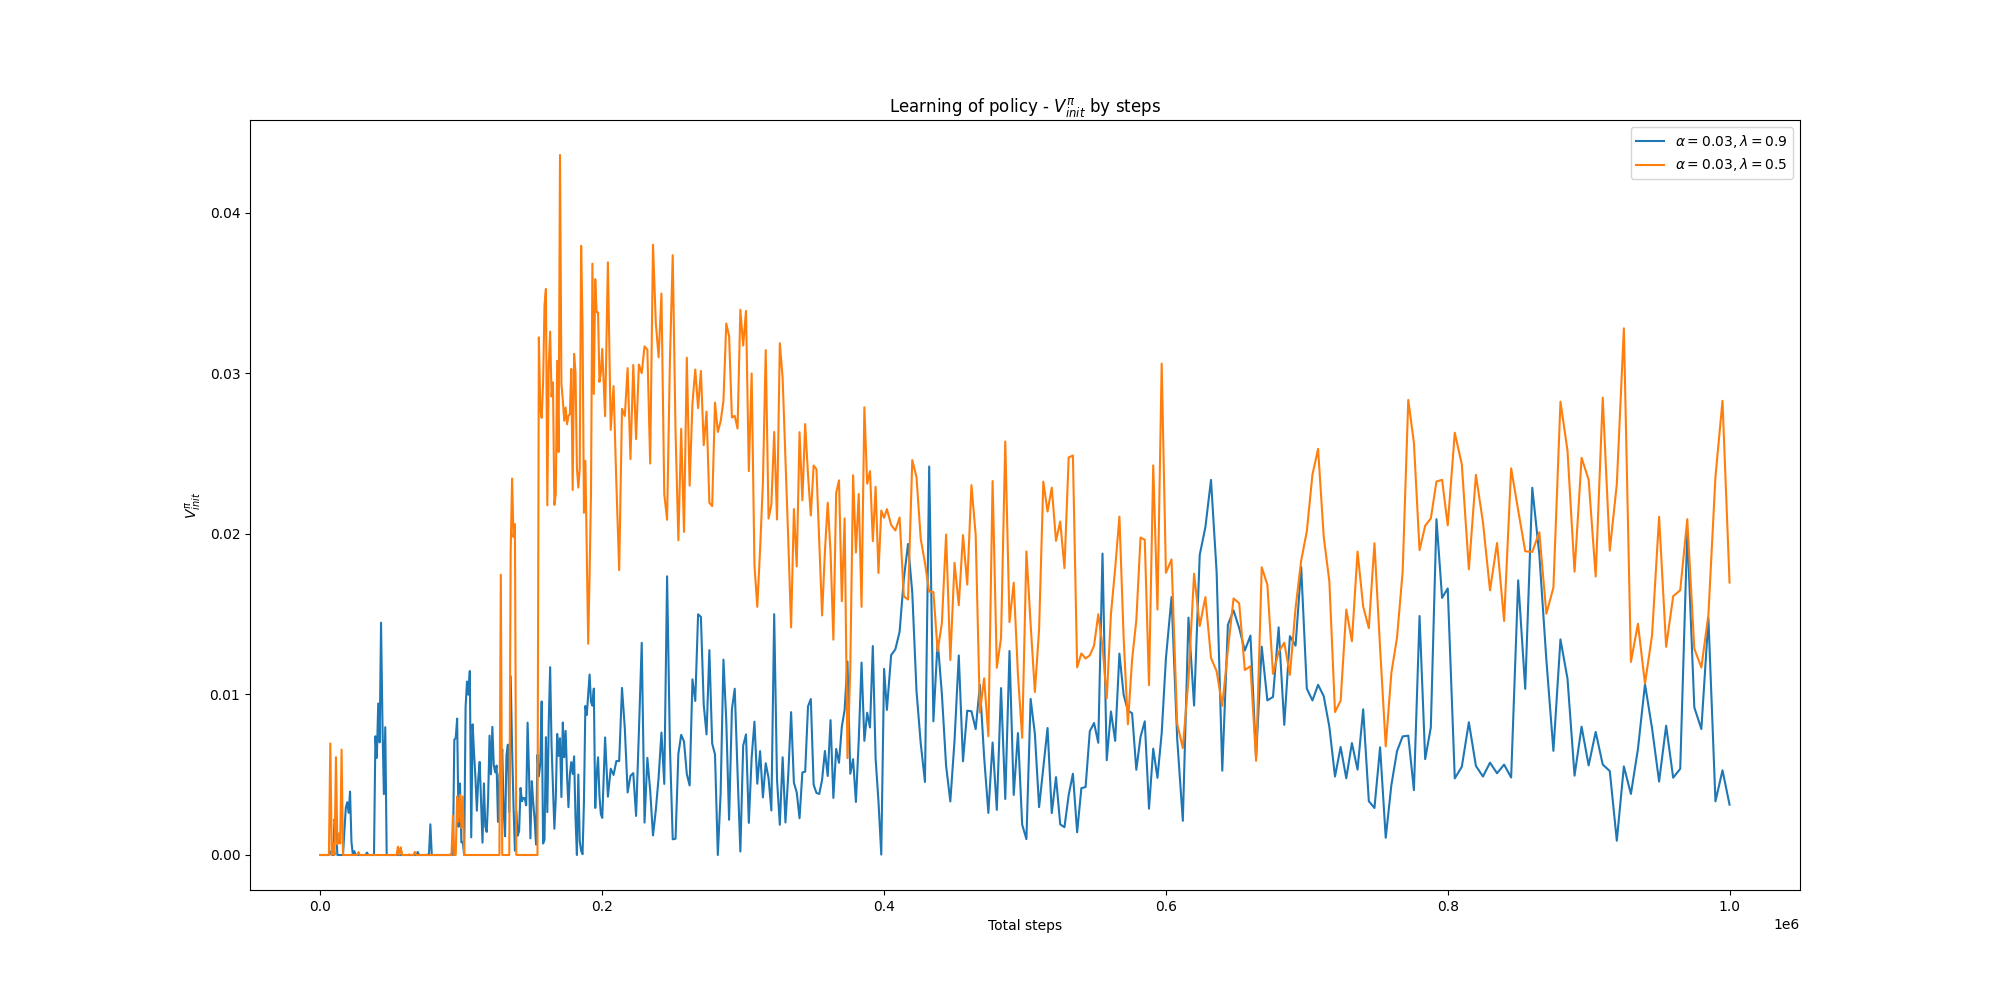 Learning of policy - $V^{\pi}_{init}$ by steps
$\alpha = 0.03, \lambda = 0.9$
$\alpha = 0.03, \lambda = 0.5$
$V^{\pi}_{init}$
0.04
0.03
0.02
0.01
0.00
0.0 0.2 0.4 0.6 0.8 1.0
Total steps
1e6